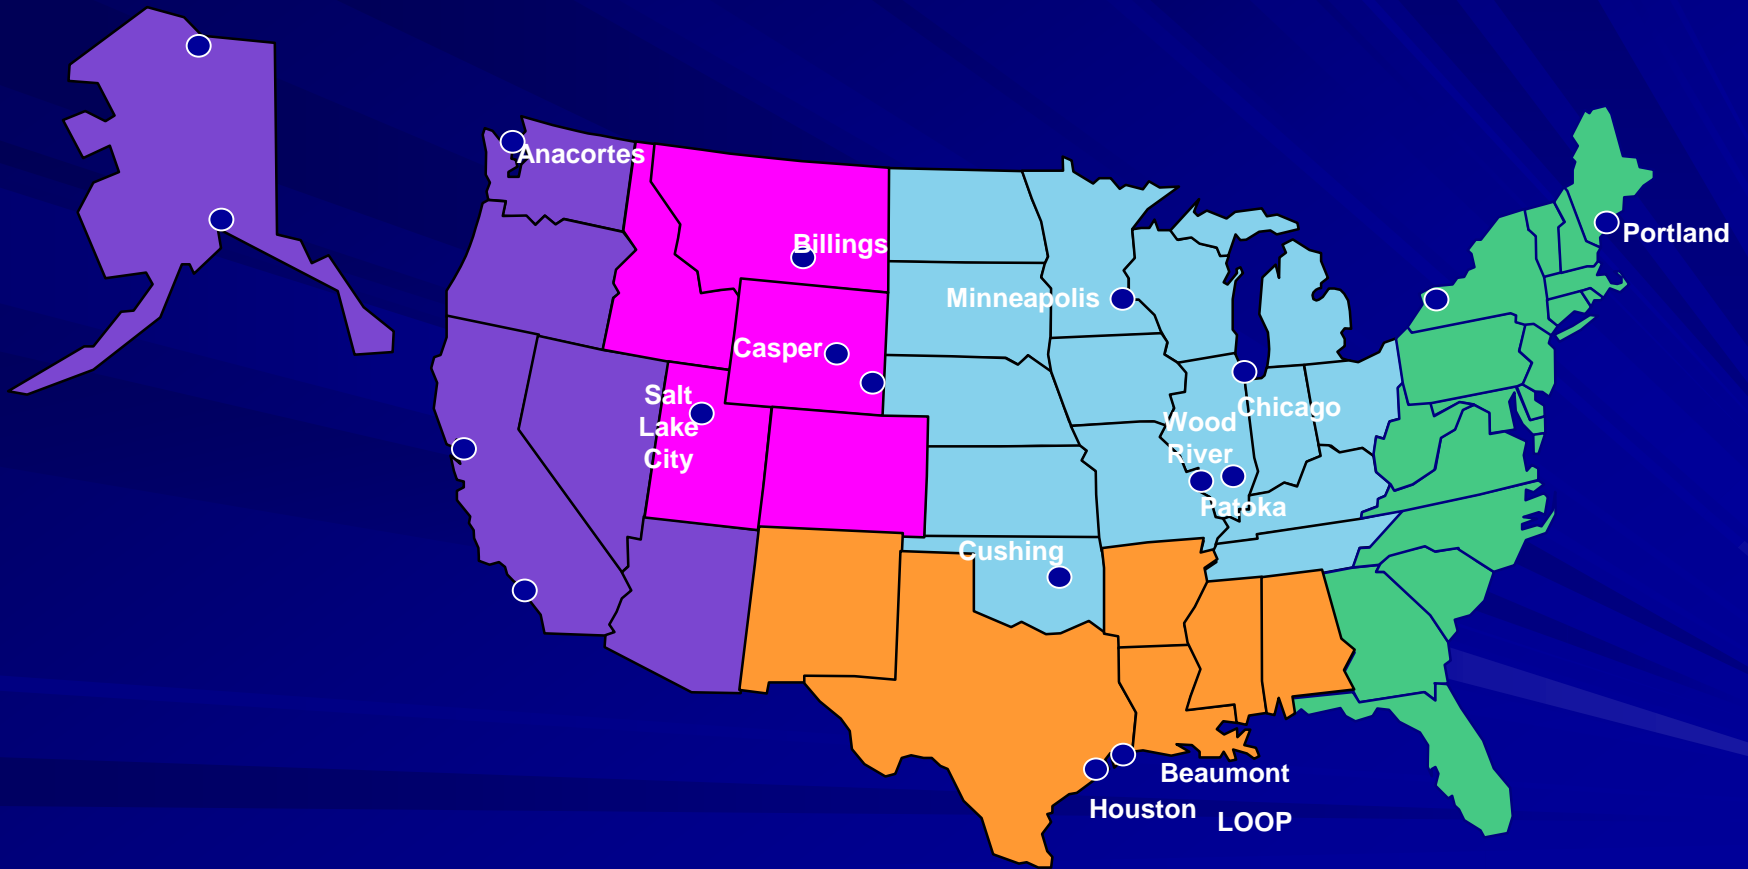 Anacortes
Portland
Billings
Minneapolis
Casper
Salt
Lake
City
Chicago
Wood
River
Patoka
Cushing
Beaumont
Houston
LOOP